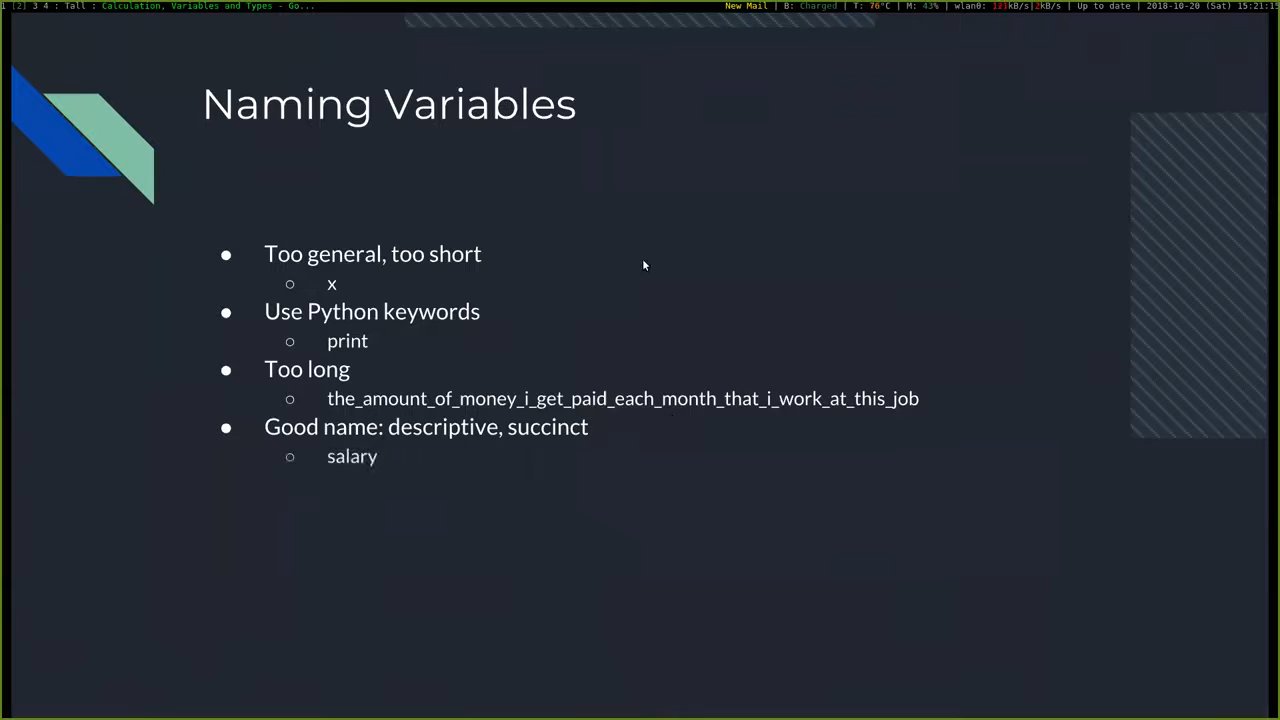 1 [2] 3 4 : Tall : Calculation, Variables and Types - Go... New Mail | B: Charged | T: 76°C | M: 43% | wlan0: 121kB/s|2kB/s | Up to date | 2018-10-20 (Sat) 15:21:15
Naming Variables
● Too general, too short
○ x
● Use Python keywords
○ print
● Too long
○ the_amount_of_money_i_get_paid_each_month_that_i_work_at_this_job
● Good name: descriptive, succinct
○ salary